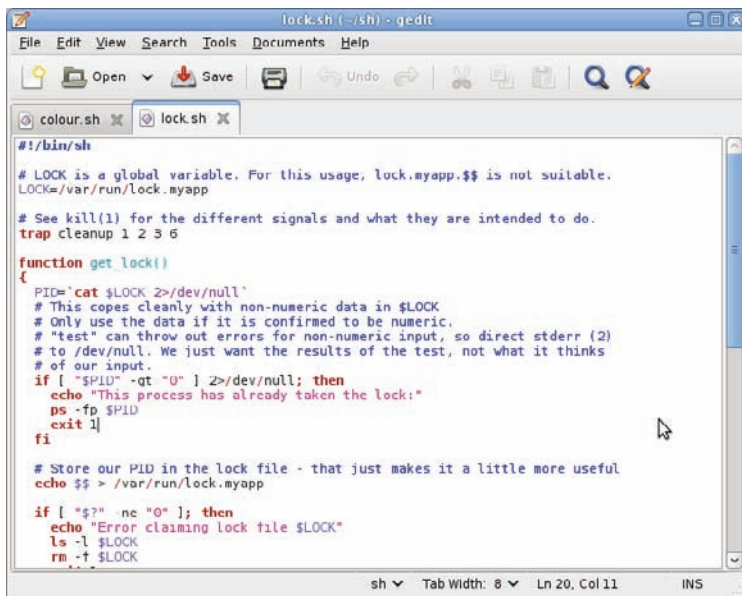 lock.sh (~/sh) - gedit
File Edit View Search Tools Documents Help
Open Save Undo
colour.sh lock.sh
#!/bin/sh
# LOCK is a global variable. For this usage, lock.myapp.$$ is not suitable.
LOCK=/var/run/lock.myapp
# See kill(1) for the different signals and what they are intended to do.
trap cleanup 1 2 3 6
function get_lock()
{
PID=`cat $LOCK 2>/dev/null`
# This copes cleanly with non-numeric data in $LOCK
# Only use the data if it is confirmed to be numeric.
# "test" can throw out errors for non-numeric input, so direct stderr (2)
# to /dev/null. We just want the results of the test, not what it thinks
# of our input.
if [ "$PID" -gt "0" ] 2>/dev/null; then
echo "This process has already taken the lock:"
ps -fp $PID
exit 1
fi
# Store our PID in the lock file - that just makes it a little more useful
echo $$ > /var/run/lock.myapp
if [ "$?" -ne "0" ]; then
echo "Error claiming lock file $LOCK"
ls -l $LOCK
rm -f $LOCK
sh Tab Width: 8 Ln 20, Col 11 INS